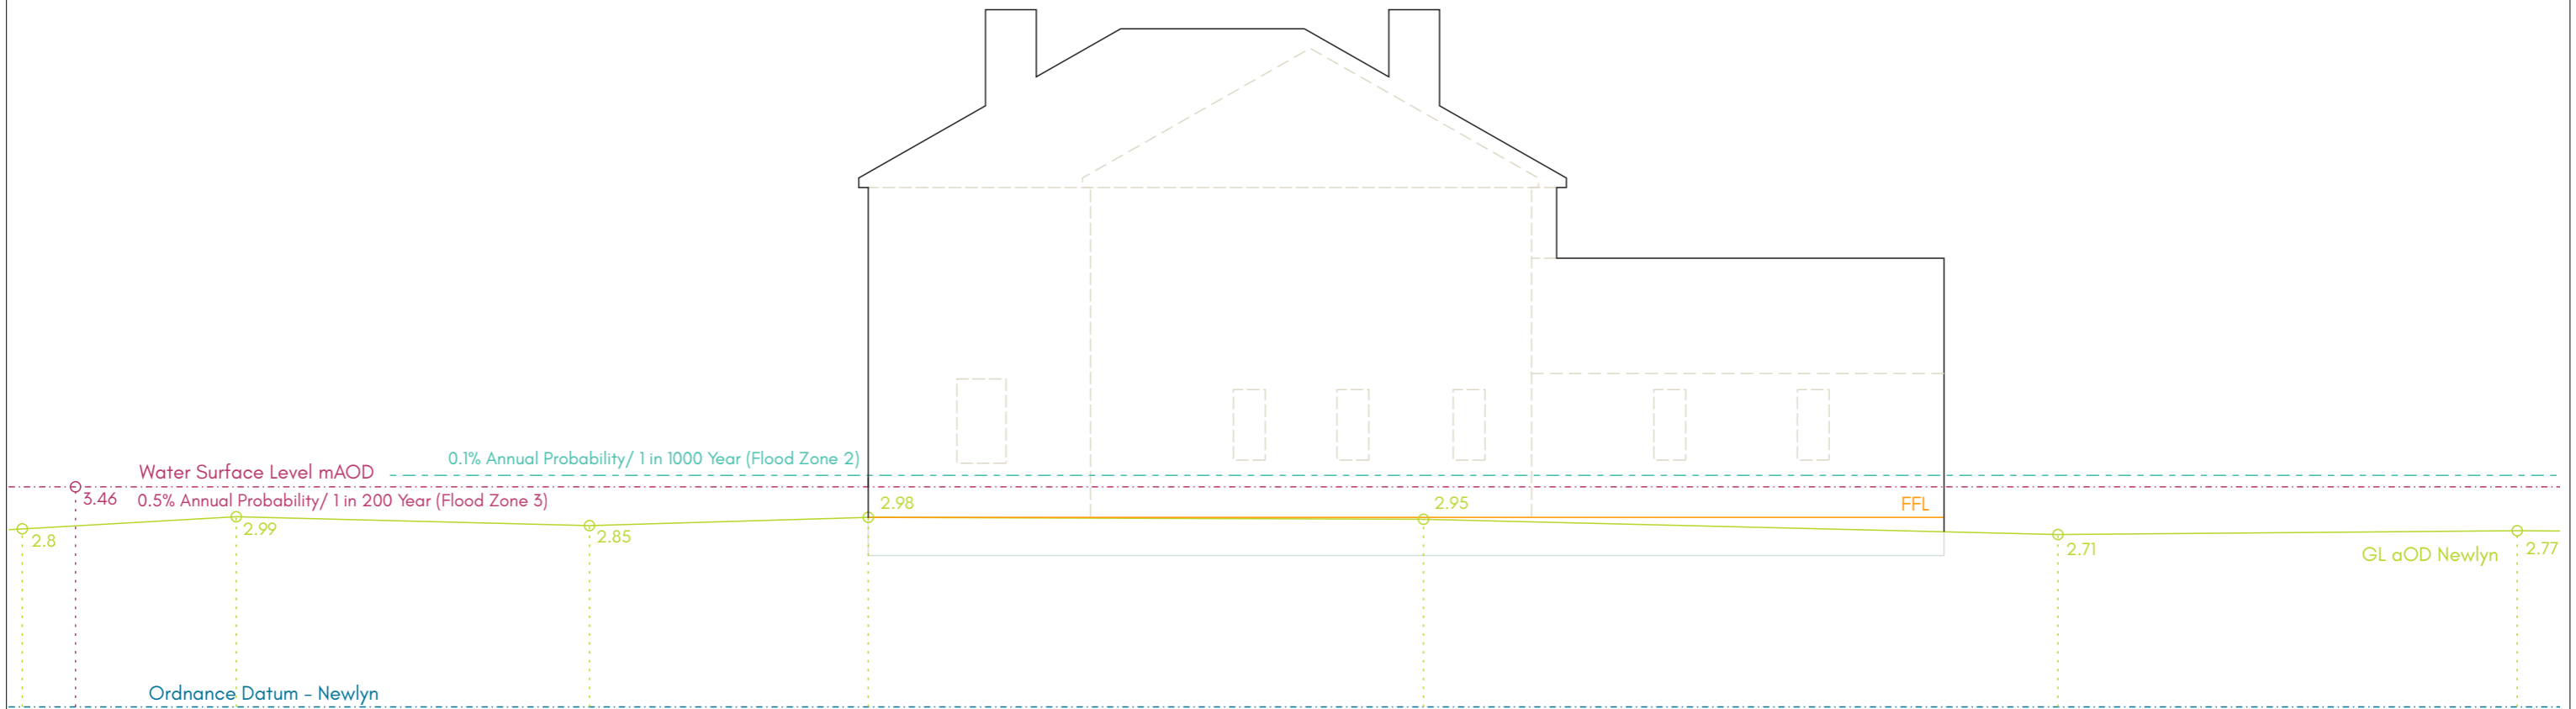 0.1% Annual Probability/ 1 in 1000 Year (Flood Zone 2)
Water Surface Level mAOD
3.46
0.5% Annual Probability/ 1 in 200 Year (Flood Zone 3)
2.98
2.95
FFL
2.8
2.99
2.85
2.71
GL aOD Newlyn
2.77
Ordnance Datum - Newlyn